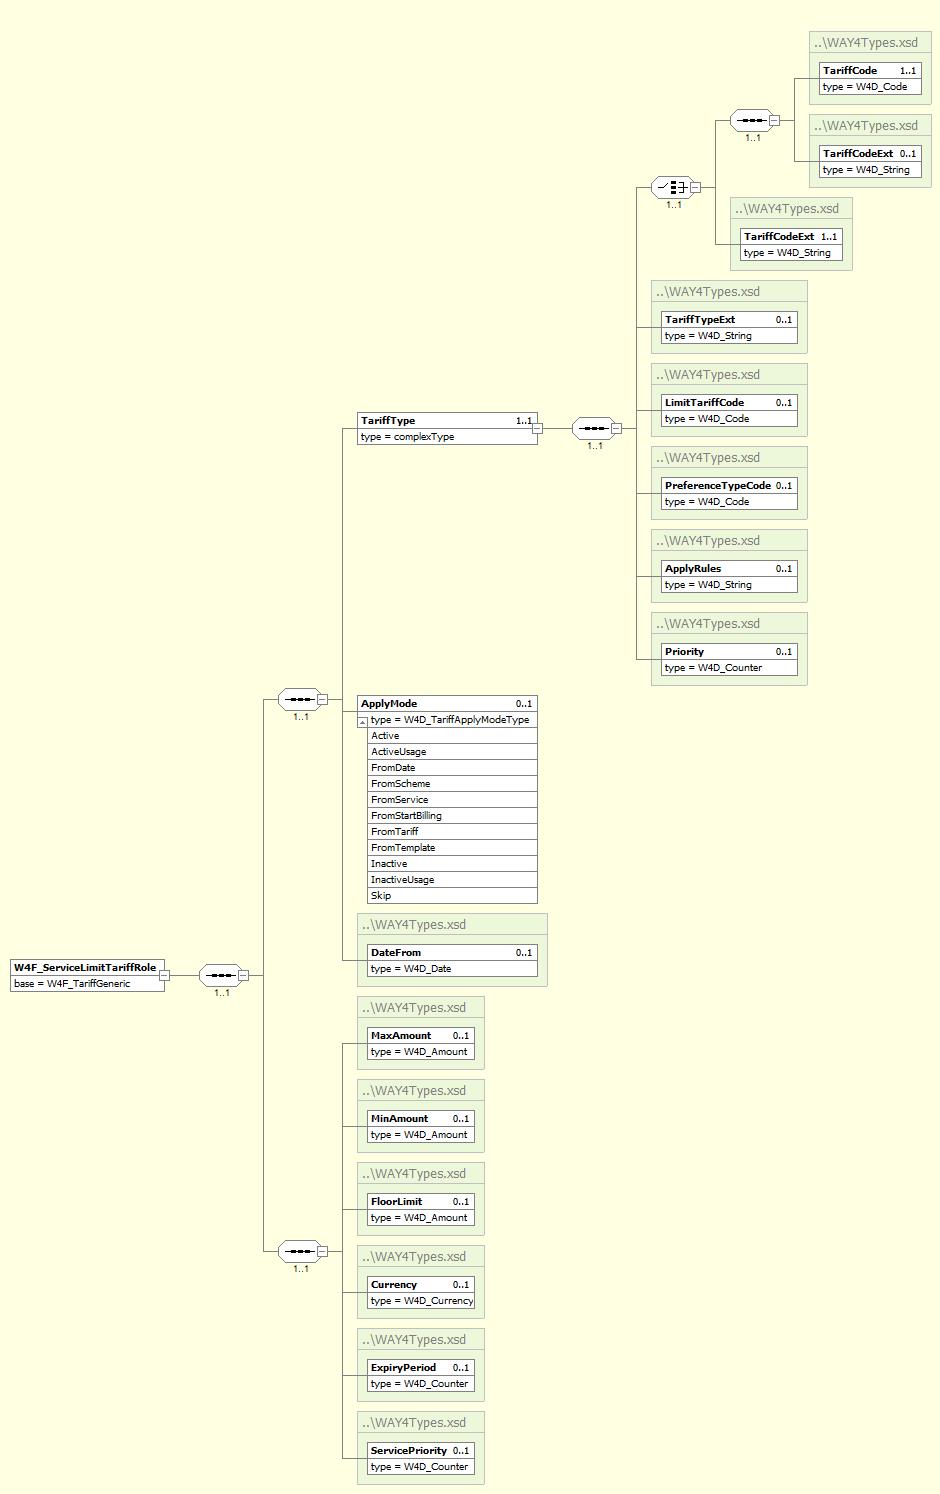 ..\WAY4Types.xsd
TariffCode 1..1
type = W4D_Code
1..1
..\WAY4Types.xsd
TariffCodeExt 0..1
type = W4D_String
1..1
..\WAY4Types.xsd
TariffCodeExt 1..1
type = W4D_String
..\WAY4Types.xsd
TariffTypeExt 0..1
type = W4D_String
..\WAY4Types.xsd
LimitTariffCode 0..1
type = W4D_Code
TariffType 1..1
type = complexType
1..1
..\WAY4Types.xsd
PreferenceTypeCode 0..1
type = W4D_Code
..\WAY4Types.xsd
ApplyRules 0..1
type = W4D_String
..\WAY4Types.xsd
Priority 0..1
type = W4D_Counter
1..1
ApplyMode 0..1
type = W4D_TariffApplyModeType
Active
ActiveUsage
FromDate
FromScheme
FromService
FromStartBilling
FromTariff
FromTemplate
Inactive
InactiveUsage
Skip
..\WAY4Types.xsd
DateFrom 0..1
type = W4D_Date
W4F_ServiceLimitTariffRole
base = W4F_TariffGeneric
1..1
..\WAY4Types.xsd
MaxAmount 0..1
type = W4D_Amount
..\WAY4Types.xsd
MinAmount 0..1
type = W4D_Amount
..\WAY4Types.xsd
FloorLimit 0..1
type = W4D_Amount
1..1
..\WAY4Types.xsd
Currency 0..1
type = W4D_Currency
..\WAY4Types.xsd
ExpiryPeriod 0..1
type = W4D_Counter
..\WAY4Types.xsd
ServicePriority 0..1
type = W4D_Counter